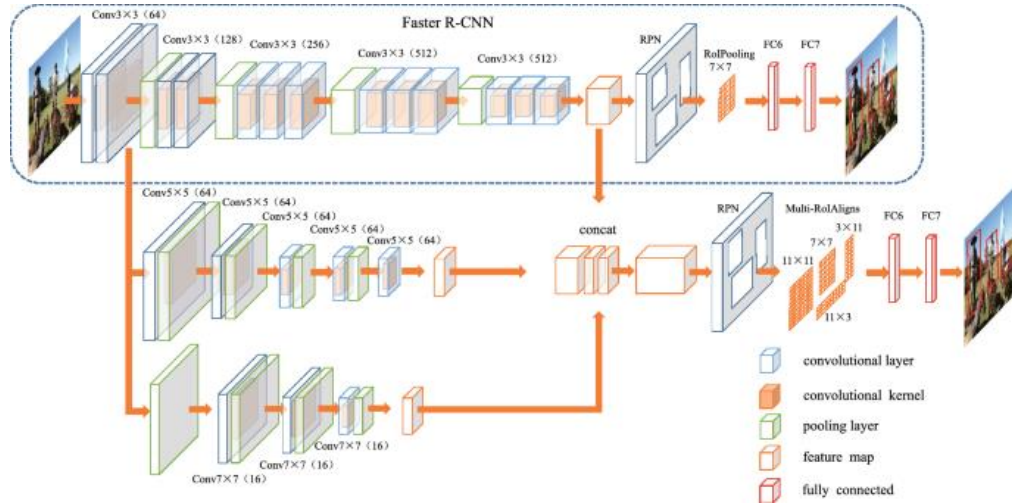 Faster R-CNN
Conv3×3（64）
Conv3×3（128）
Conv3×3（256）
Conv3×3（512）
Conv3×3（512）
RPN
RoIPooling
7×7
FC6
FC7
Conv5×5（64）
Conv5×5（64）
Conv5×5（64）
Conv5×5（64）
Conv5×5（64）
concat
RPN
Multi-RoIAligns
11×11
7×7
3×11
11×3
FC6
FC7
Conv7×7（16）
Conv7×7（16）
Conv7×7（16）
convolutional layer
convolutional kernel
pooling layer
feature map
fully connected